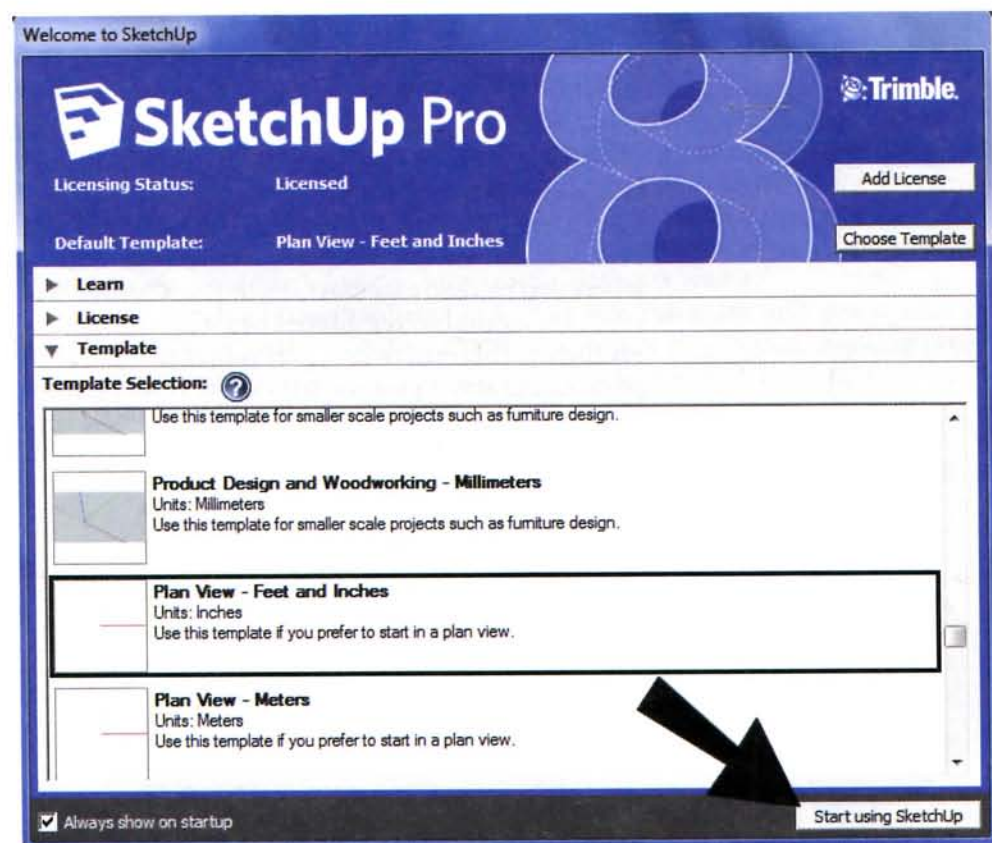 Welcome to SketchUp
SketchUp Pro
8
Trimble.
Licensing Status: Licensed
Add License
Default Template: Plan View - Feet and Inches
Choose Template
Learn
License
Template
Template Selection: ?
Use this template for smaller scale projects such as furniture design.
Product Design and Woodworking - Millimeters
Units: Millimeters
Use this template for smaller scale projects such as furniture design.
Plan View - Feet and Inches
Units: Inches
Use this template if you prefer to start in a plan view.
Plan View - Meters
Units: Meters
Use this template if you prefer to start in a plan view.
Always show on startup
Start using SketchUp